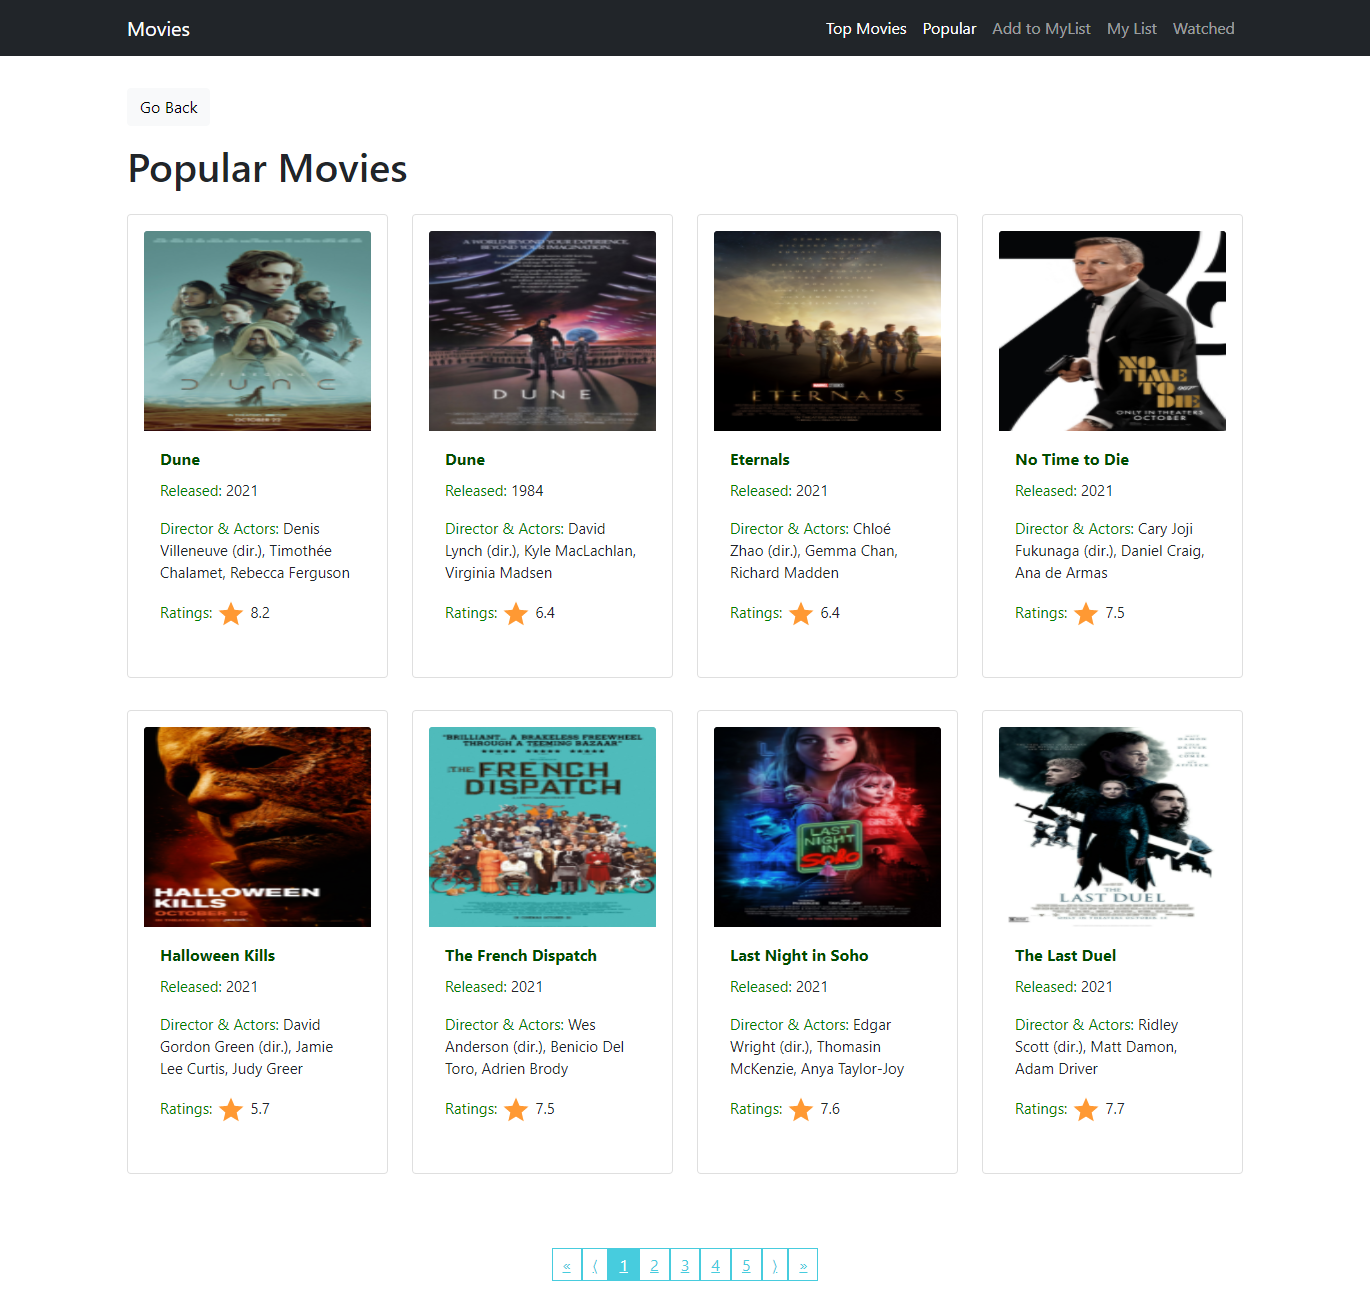 Movies
Top Movies Popular Add to MyList My List Watched
Go Back
Popular Movies
DUNE
OCTOBER 22
Dune
Released: 2021
Director & Actors: Denis
Villeneuve (dir.), Timothée
Chalamet, Rebecca Ferguson
Ratings: 8.2
A WORLD BEYOND YOUR EXPERIENCE,
BEYOND YOUR IMAGINATION.
DUNE
Dune
Released: 1984
Director & Actors: David
Lynch (dir.), Kyle MacLachlan,
Virginia Madsen
Ratings: 6.4
ETERNALS
Eternals
Released: 2021
Director & Actors: Chloé
Zhao (dir.), Gemma Chan,
Richard Madden
Ratings: 6.4
NO
TIME
TO
DIE
007
ONLY IN THEATERS
OCTOBER
No Time to Die
Released: 2021
Director & Actors: Cary Joji
Fukunaga (dir.), Daniel Craig,
Ana de Armas
Ratings: 7.5
HALLOWEEN
KILLS
OCTOBER 15
Halloween Kills
Released: 2021
Director & Actors: David
Gordon Green (dir.), Jamie
Lee Curtis, Judy Greer
Ratings: 5.7
"BRILLIANT... A BRAKELESS FREEWHEEL
THROUGH A TEEMING BAZAAR"
THE FRENCH
DISPATCH
The French Dispatch
Released: 2021
Director & Actors: Wes
Anderson (dir.), Benicio Del
Toro, Adrien Brody
Ratings: 7.5
LAST
NIGHT
IN
SOHO
Last Night in Soho
Released: 2021
Director & Actors: Edgar
Wright (dir.), Thomasin
McKenzie, Anya Taylor-Joy
Ratings: 7.6
THE
LAST DUEL
The Last Duel
Released: 2021
Director & Actors: Ridley
Scott (dir.), Matt Damon,
Adam Driver
Ratings: 7.7
« ⟨ 1 2 3 4 5 ⟩ »